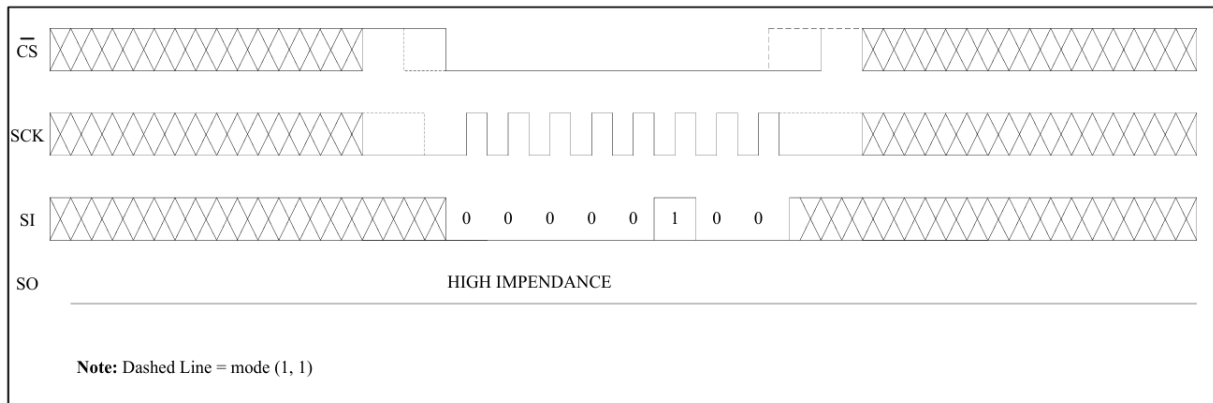 CS
SCK
SI 0 0 0 0 0 1 0 0
SO HIGH IMPENDANCE
Note: Dashed Line = mode (1, 1)